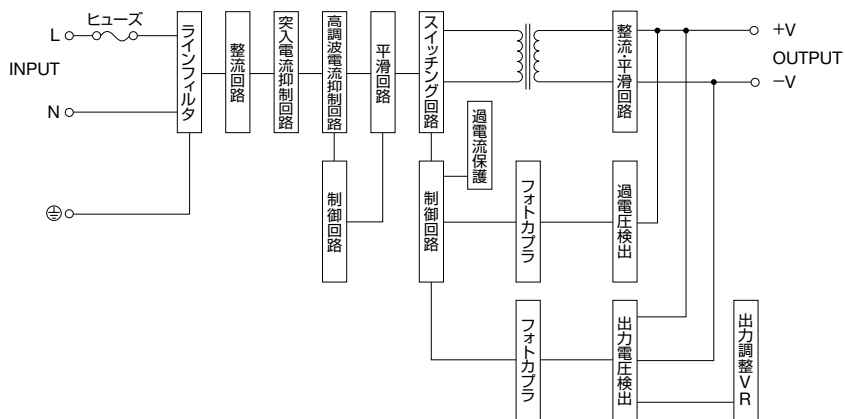 ヒューズ
L
INPUT
N
ラインフィルタ
整流回路
突入電流抑制回路
高調波電流抑制回路
平滑回路
スイッチング回路
整流・平滑回路
+V
OUTPUT
−V
過電流保護
制御回路
制御回路
フォトカプラ
過電圧検出
フォトカプラ
出力電圧検出
出力調整VR